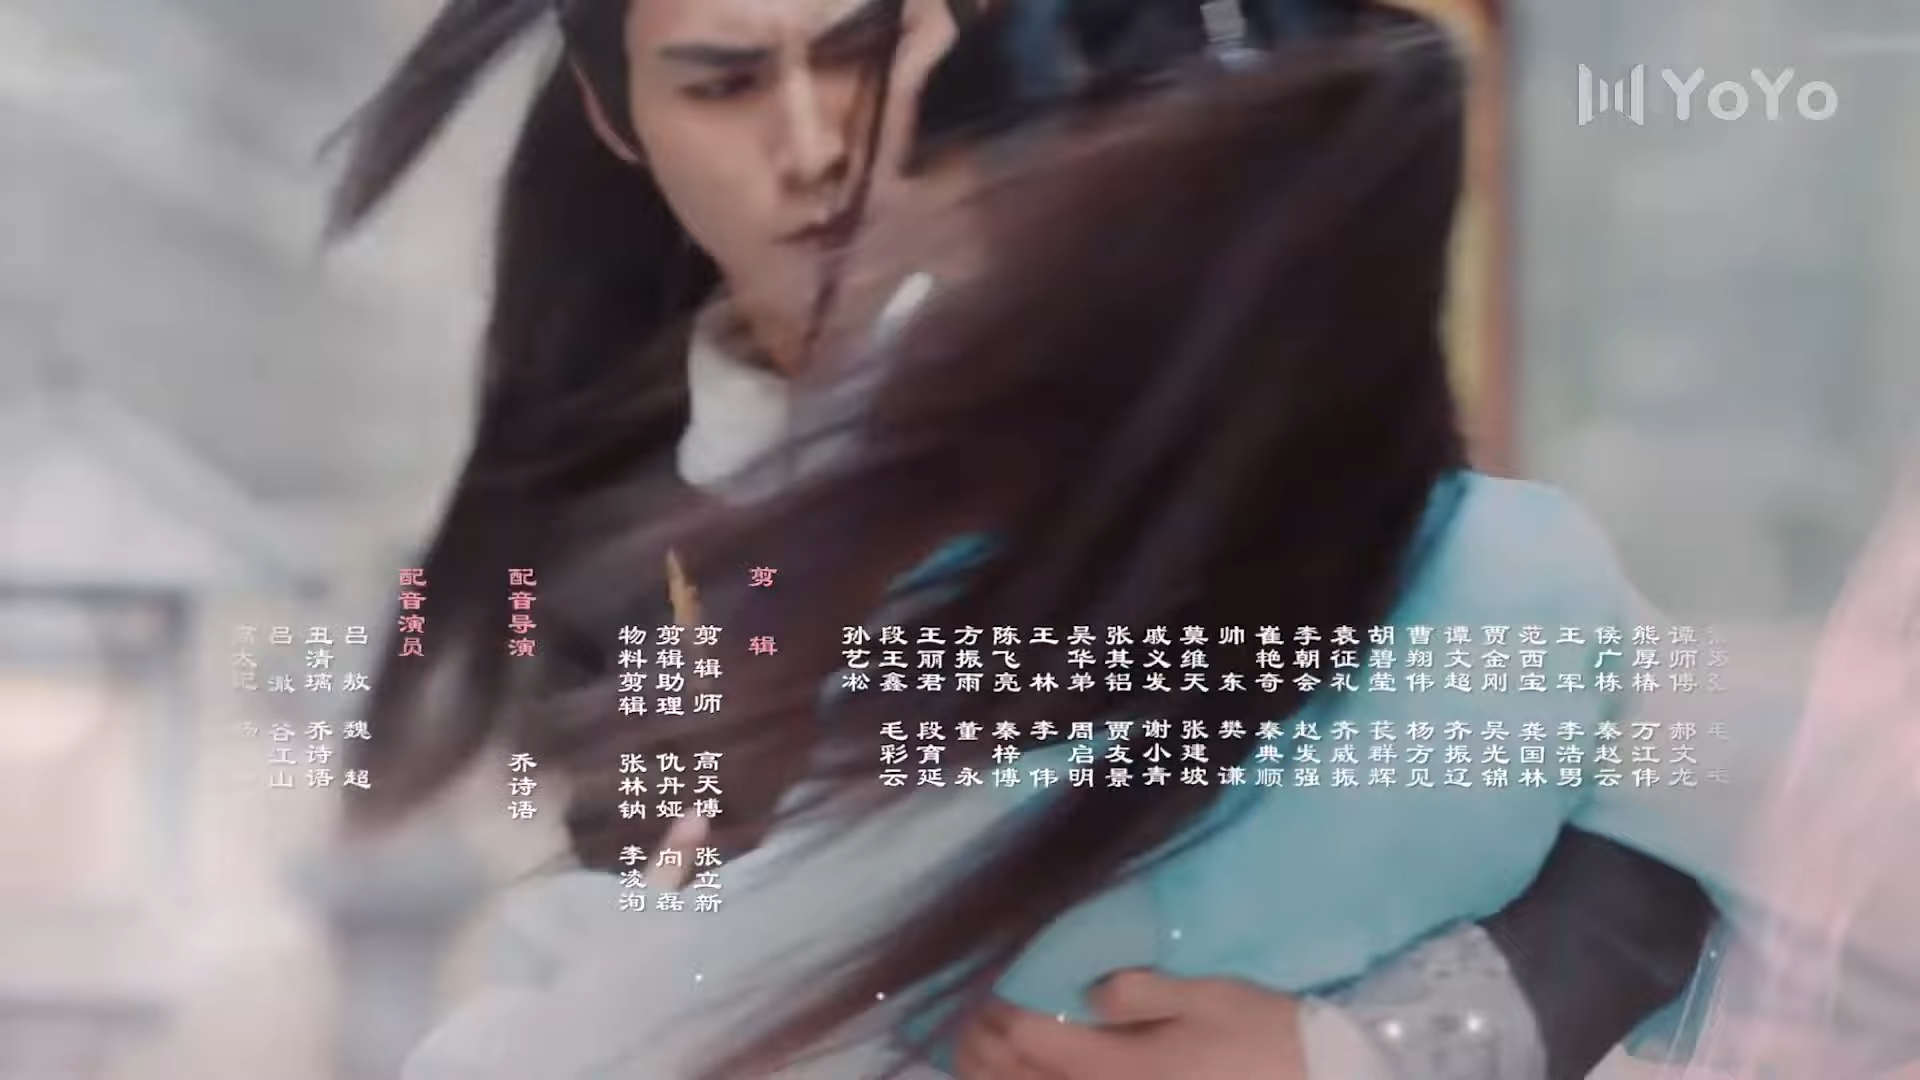 YoYo
谭师傅 郝文龙
熊厚椿 万江伟
侯广栋 秦赵云
王军 李浩男
范西宝 龚国林
贾金刚 吴光锦
谭文超 齐振辽
曹翔伟 杨方见
胡碧莹 苌群辉
袁征礼 齐威振
李朝会 赵发强
崔艳奇 秦典顺
帅东 樊谦
莫维天 张建坡
戚义发 谢小青
张其铝 贾友景
吴华弟 周启明
王林 李伟
陈飞亮 秦梓博
方振雨 董永
王丽君 段育延
段王鑫 毛彩云
孙艺凇
剪辑
剪辑师 高天博 张立新
剪辑助理 仇丹娅 向磊
物料剪辑 张林钠 李凌洵
配音导演
乔诗语
配音演员
吕敖 魏超
丑清璃 乔诗语
吕澈 谷江山